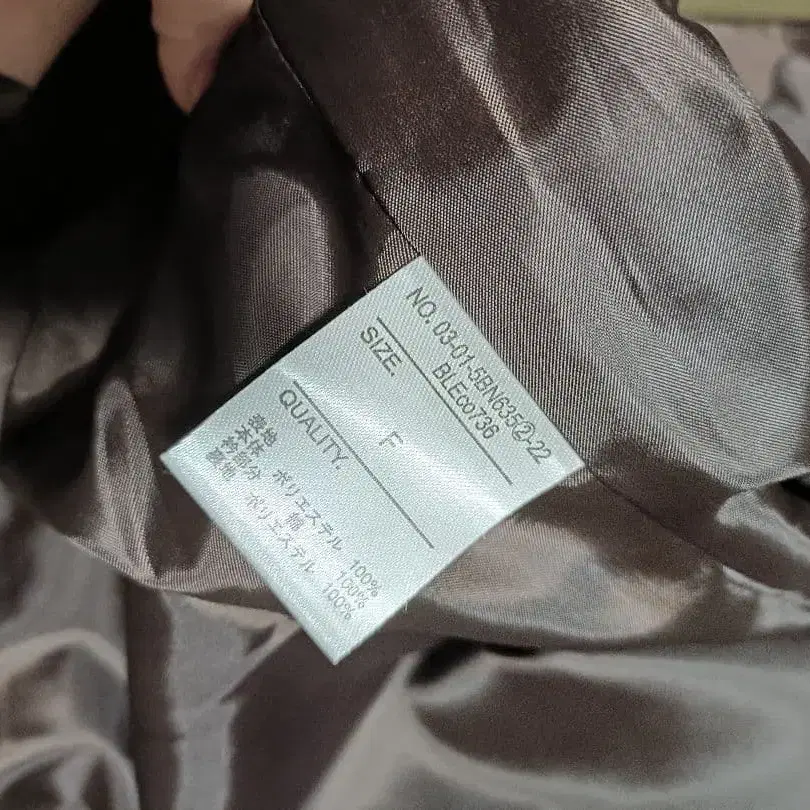 NO. 03-01-5BN635②-22
BLEco736
SIZE.
F
QUALITY.
表地
本体 ポリエステル 100%
衿部分 綿 100%
裏地 ポリエステル 100%